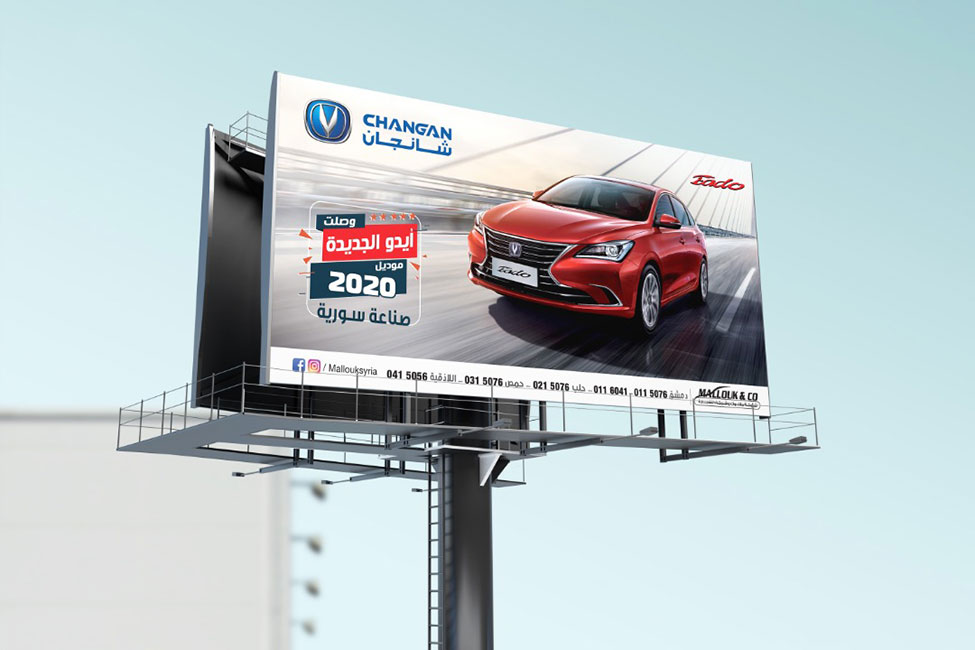 CHANGAN
شانجان
Eado
وصلت
أيدو الجديدة
موديل
2020
صناعة سورية
Eado
/ Mallouksyria
دمشق 5076 011 _ 6041 011 _ حلب 5076 021 _ حمص 5076 031 _ اللاذقية 5056 041
MALLOUK & CO